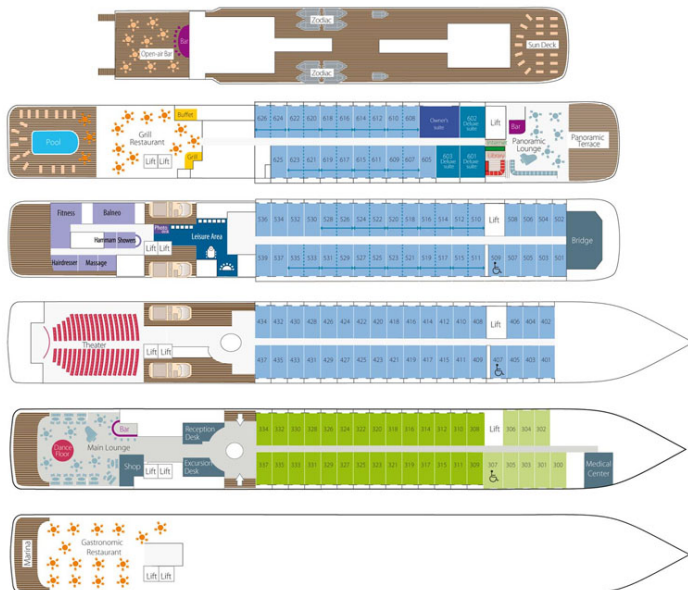 Zodiac
Open-air Bar
Bar
Sun Deck
Zodiac
Buffet
626 624 622 620 618 616 614 612 610 608
Owner's suite
602 Deluxe suite
Lift
Bar
Pool
Grill Restaurant
Lift Lift
Grill
Library
Panoramic Lounge
Panoramic Terrace
625 623 621 619 617 615 611 609 607 605
603 Deluxe suite
601 Deluxe suite
Fitness
Balneo
Photo area
Leisure Area
Hammam Showers
Lift Lift
Hairdresser
Massage
536 534 532 530 528 526 524 522 520 518 516 514 512 510
Lift
508 506 504 502
Bridge
539 537 535 533 531 529 527 525 523 521 519 517 515 511
509 507 505 503 501
Theater
Lift Lift
434 432 430 428 426 424 422 420 418 416 414 412 410 408
Lift
406 404 402
437 435 433 431 429 427 425 423 421 419 417 415 411 409
407 405 403 401
Bar
Reception Desk
Dance Floor
Main Lounge
Shop
Lift Lift
Excursion Desk
334 332 330 328 326 324 322 320 318 316 314 312 310 308
Lift
306 304 302
337 335 333 331 329 327 325 323 321 319 317 315 311 309
307 305 303 301 300
Medical Center
Marina
Gastronomic Restaurant
Lift Lift